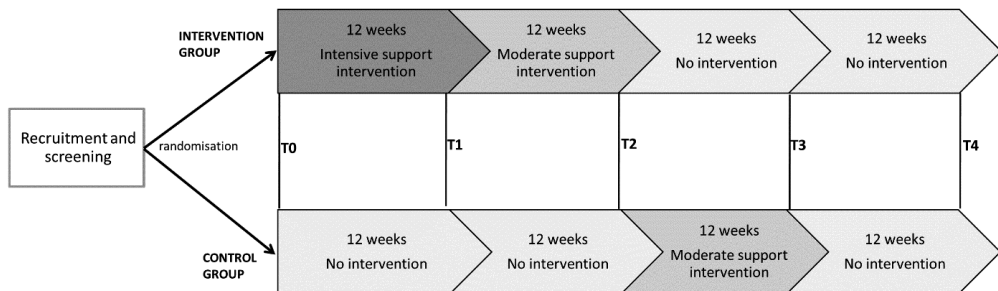 INTERVENTION
GROUP
12 weeks
Intensive support
intervention
12 weeks
Moderate support
intervention
12 weeks
No intervention
12 weeks
No intervention
Recruitment and
screening
randomisation
T0
T1
T2
T3
T4
CONTROL
GROUP
12 weeks
No intervention
12 weeks
No intervention
12 weeks
Moderate support
intervention
12 weeks
No intervention